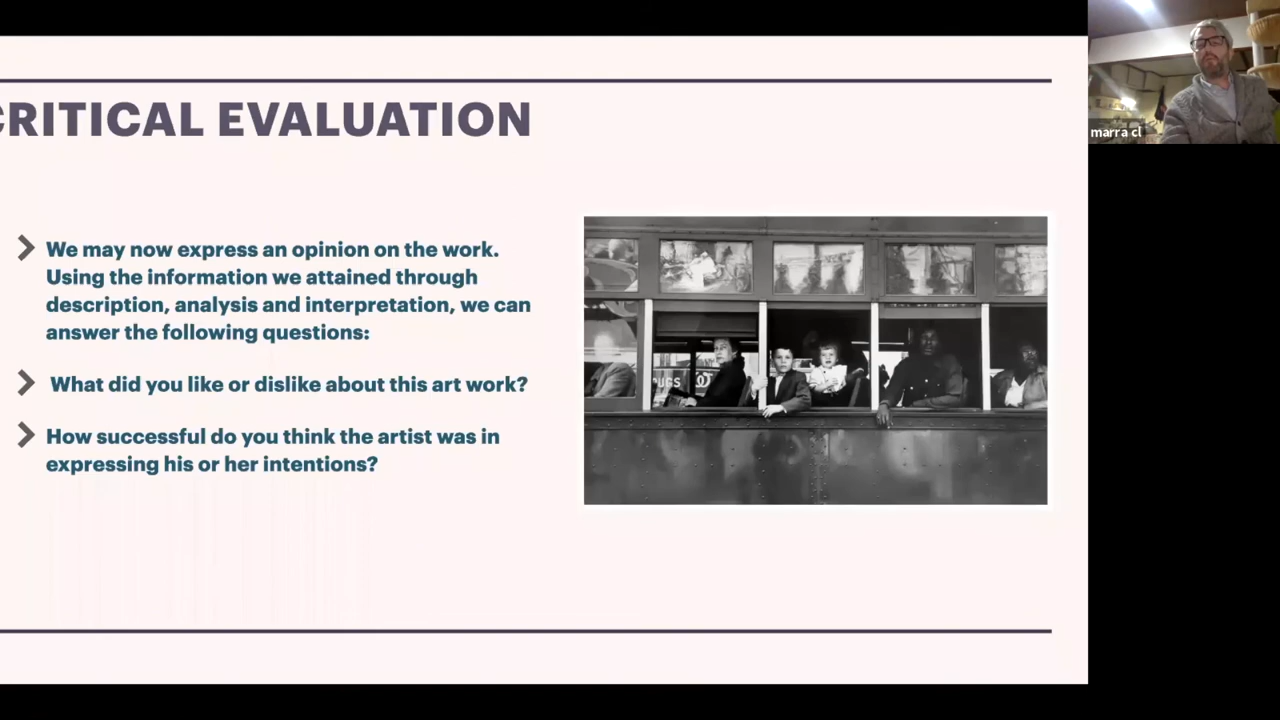 CRITICAL EVALUATION
We may now express an opinion on the work.
Using the information we attained through
description, analysis and interpretation, we can
answer the following questions:
What did you like or dislike about this art work?
How successful do you think the artist was in
expressing his or her intentions?
UGS
marra cl